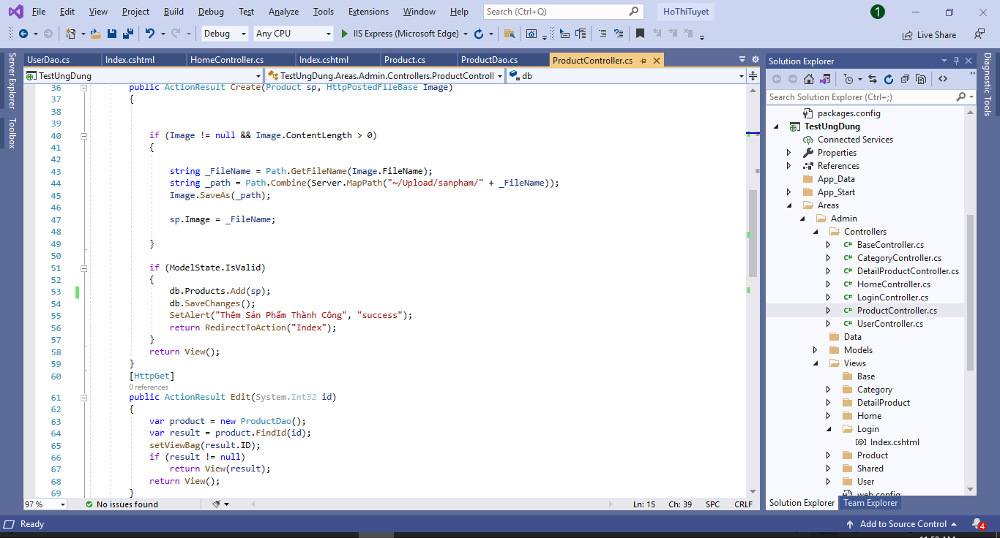 File Edit View Project Build Debug Test Analyze Tools Extensions Window Help Search (Ctrl+Q) HoThiTuyet 1
Debug Any CPU IIS Express (Microsoft Edge) Live Share
Server Explorer
Toolbox
UserDao.cs Index.cshtml HomeController.cs Index.cshtml Product.cs ProductDao.cs ProductController.cs
TestUngDung TestUngDung.Areas.Admin.Controllers.ProductControll db
36 public ActionResult Create(Product sp, HttpPostedFileBase Image)
37 {
38
39
40 if (Image != null && Image.ContentLength > 0)
41 {
42
43 string _FileName = Path.GetFileName(Image.FileName);
44 string _path = Path.Combine(Server.MapPath("~/Upload/sanpham/" + _FileName));
45 Image.SaveAs(_path);
46
47 sp.Image = _FileName;
48
49 }
50
51 if (ModelState.IsValid)
52 {
53 db.Products.Add(sp);
54 db.SaveChanges();
55 SetAlert("Thêm Sản Phẩm Thành Công", "success");
56 return RedirectToAction("Index");
57 }
58 return View();
59 }
60 [HttpGet]
0 references
61 public ActionResult Edit(System.Int32 id)
62 {
63 var product = new ProductDao();
64 var result = product.FindId(id);
65 setViewBag(result.ID);
66 if (result != null)
67 return View(result);
68 return View();
69 }
97 % No issues found Ln: 15 Ch: 39 SPC CRLF
Solution Explorer
Search Solution Explorer (Ctrl+;)
packages.config
TestUngDung
Connected Services
Properties
References
App_Data
App_Start
Areas
Admin
Controllers
C# BaseController.cs
C# CategoryController.cs
C# DetailProductController.cs
C# HomeController.cs
C# LoginController.cs
C# ProductController.cs
C# UserController.cs
Data
Models
Views
Base
Category
DetailProduct
Home
Login
[@] Index.cshtml
Product
Shared
User
web.config
Solution Explorer Team Explorer
Diagnostic Tools
Ready Add to Source Control 4